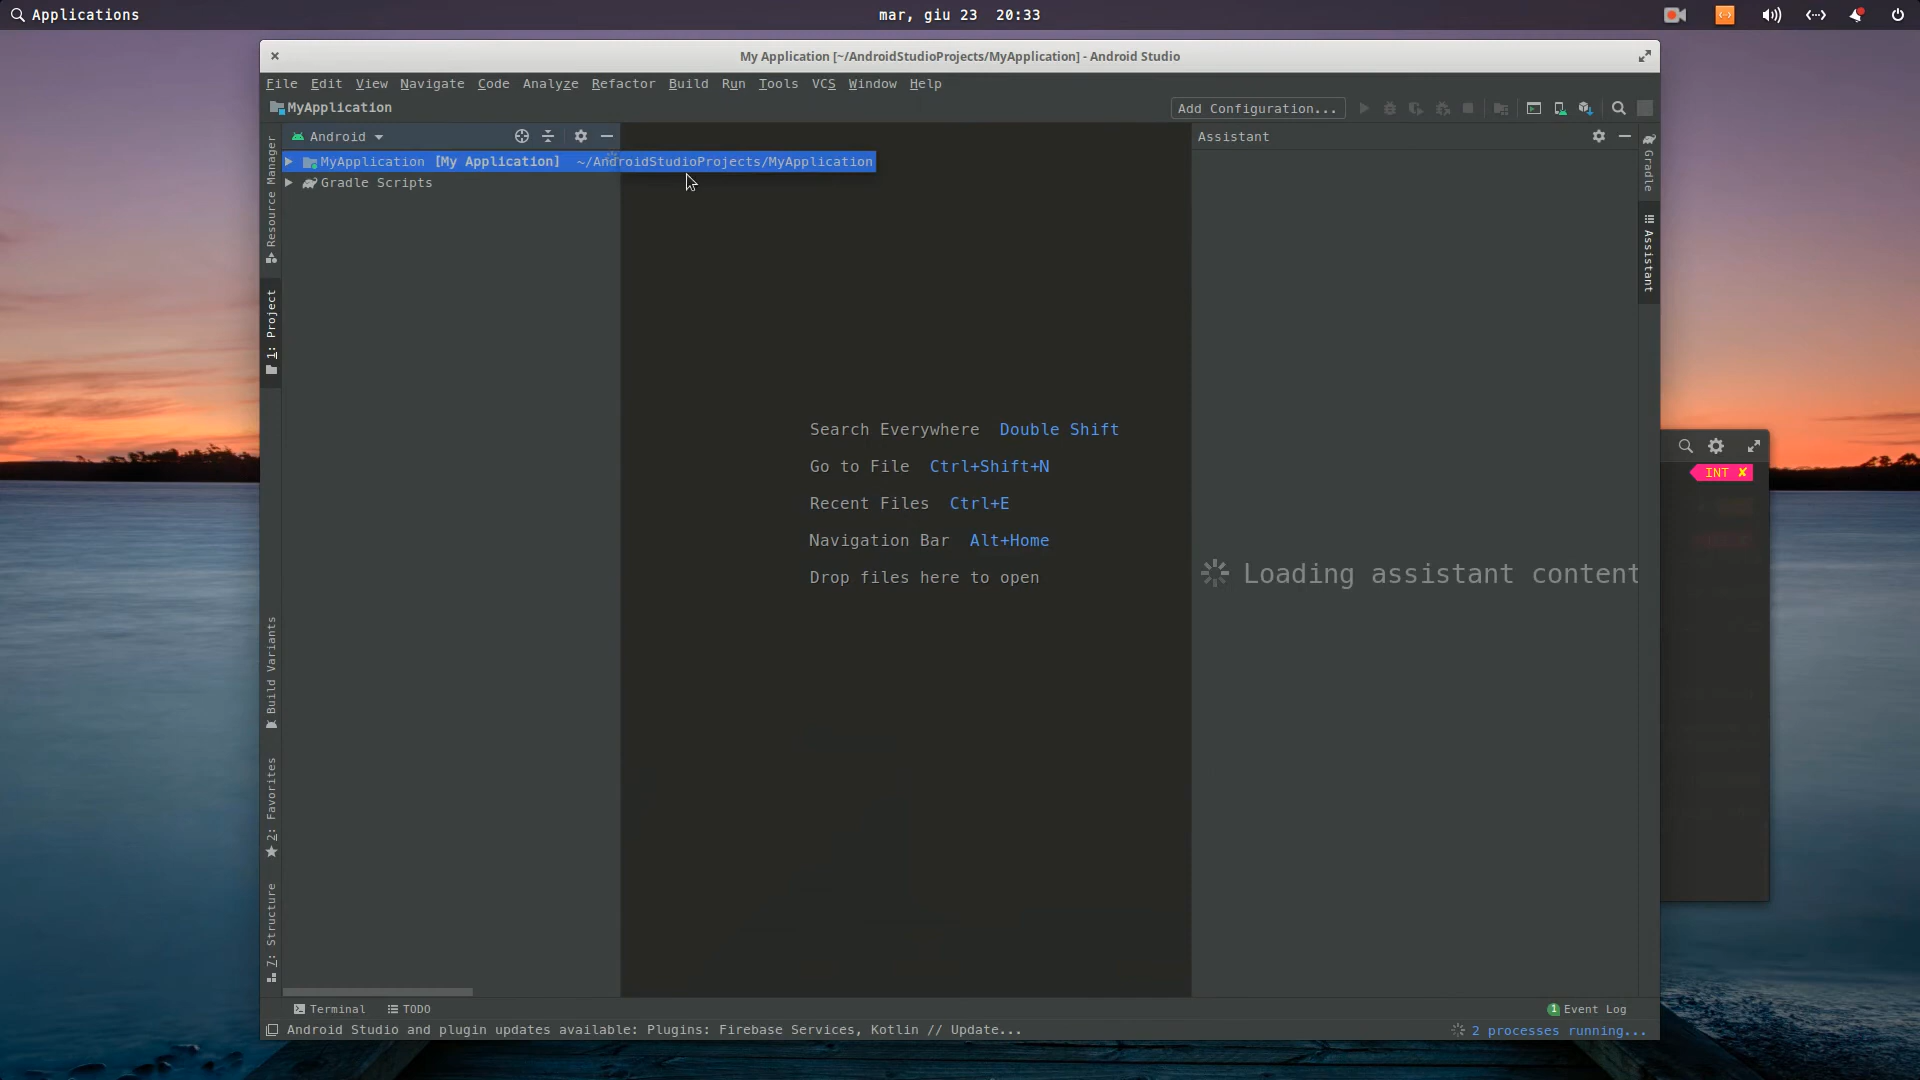 Applications
mar, giu 23 20:33
My Application [~/AndroidStudioProjects/MyApplication] - Android Studio
File Edit View Navigate Code Analyze Refactor Build Run Tools VCS Window Help
MyApplication
Add Configuration...
Android
Assistant
MyApplication [My Application] ~/AndroidStudioProjects/MyApplication
Gradle Scripts
Resource Manager
1: Project
Build Variants
2: Favorites
7: Structure
Search Everywhere Double Shift
Go to File Ctrl+Shift+N
Recent Files Ctrl+E
Navigation Bar Alt+Home
Drop files here to open
Loading assistant content
Gradle
Assistant
INT ✘
Terminal
TODO
1 Event Log
Android Studio and plugin updates available: Plugins: Firebase Services, Kotlin // Update...
2 processes running...